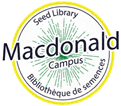 Seed Library
Macdonald
Campus
Bibliothèque de semences